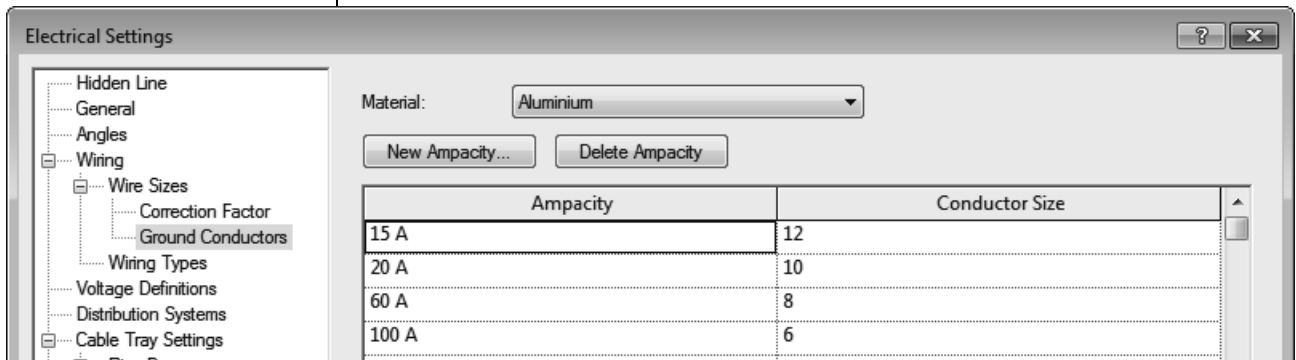 Electrical Settings
Hidden Line
General
Angles
Wiring
Wire Sizes
Correction Factor
Ground Conductors
Wiring Types
Voltage Definitions
Distribution Systems
Cable Tray Settings
Material: Aluminium
New Ampacity... Delete Ampacity
Ampacity Conductor Size
15 A 12
20 A 10
60 A 8
100 A 6